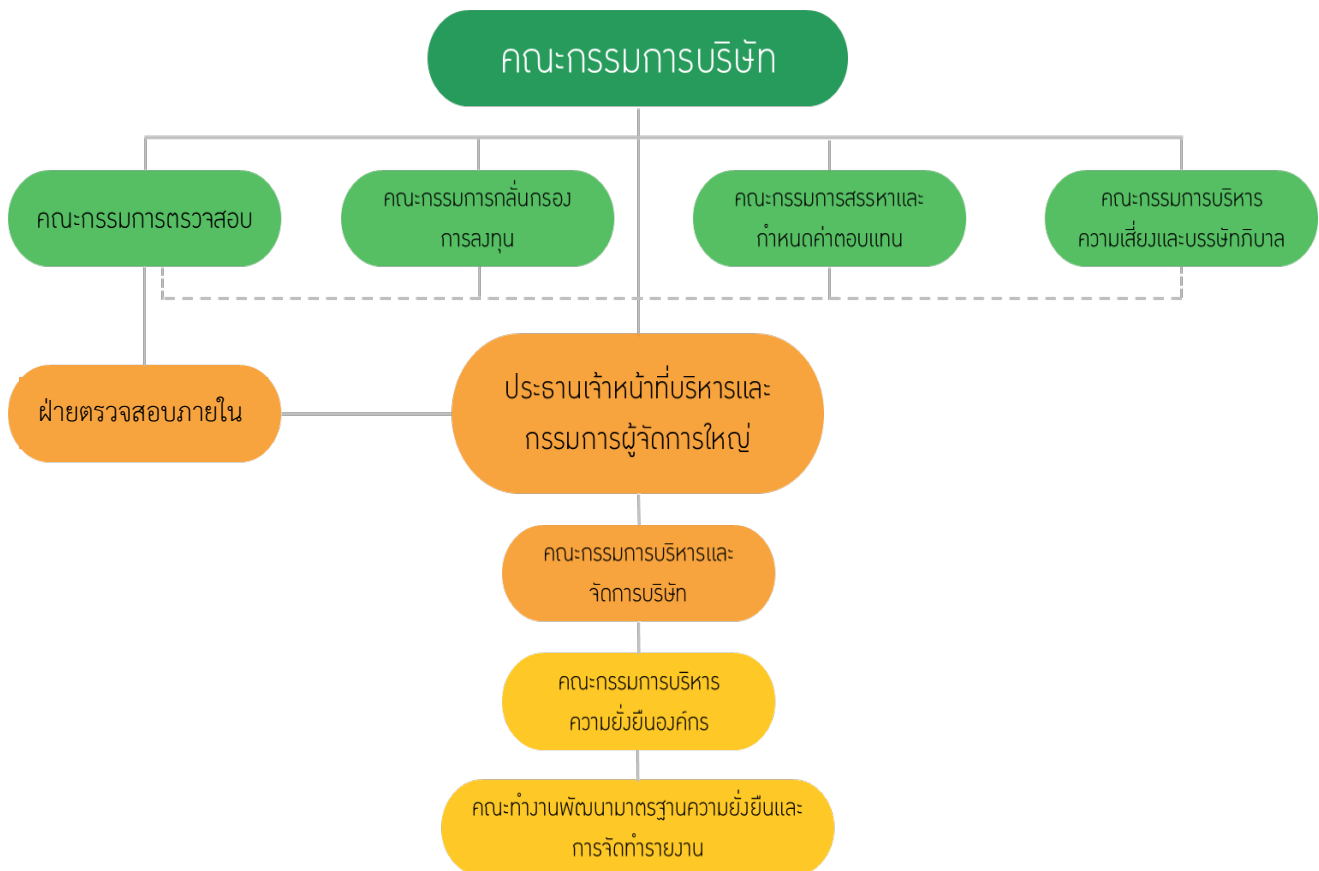 คณะกรรมการบริษัท
คณะกรรมการตรวจสอบ
คณะกรรมการกลั่นกรอง
การลงทุน
คณะกรรมการสรรหาและ
กำหนดค่าตอบแทน
คณะกรรมการบริหาร
ความเสี่ยงและบรรษัทภิบาล
ฝ่ายตรวจสอบภายใน
ประธานเจ้าหน้าที่บริหารและ
กรรมการผู้จัดการใหญ่
คณะกรรมการบริหารและ
จัดการบริษัท
คณะกรรมการบริหาร
ความยั่งยืนองค์กร
คณะทำงานพัฒนามาตรฐานความยั่งยืนและ
การจัดทำรายงาน